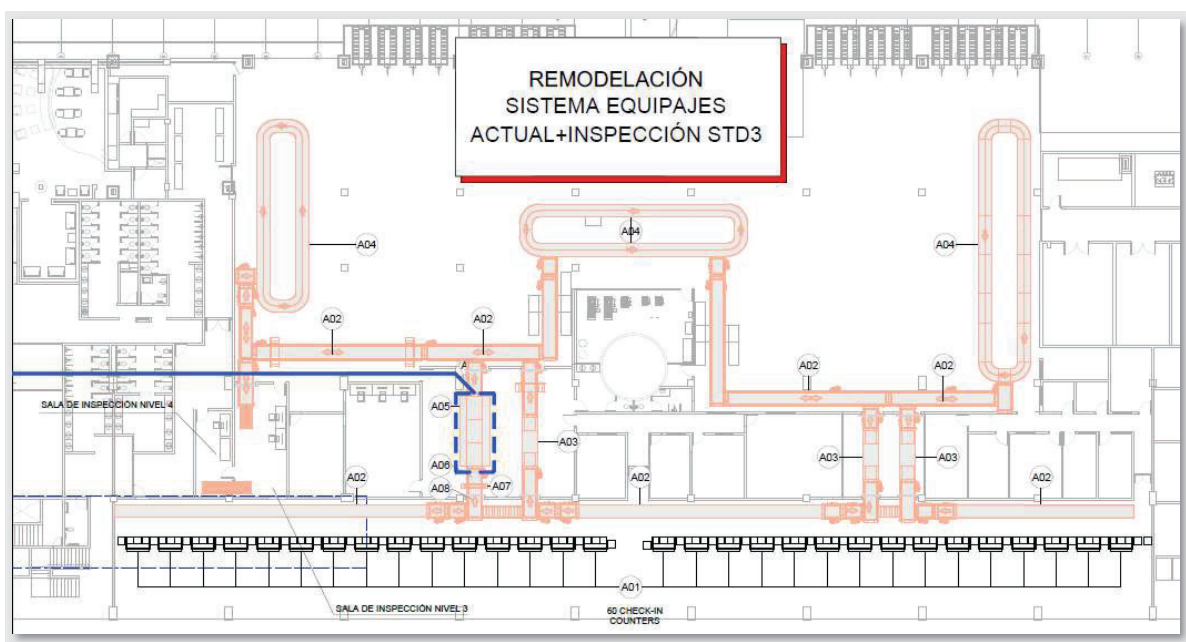 REMODELACIÓN
SISTEMA EQUIPAJES
ACTUAL+INSPECCIÓN STD3
A04
A04
A04
A02
A02
A02
A02
SALA DE INSPECCIÓN NIVEL 4
A05
A03
A03
A03
A06
A02
A08
A07
A02
A02
A01
SALA DE INSPECCIÓN NIVEL 3
60 CHECK-IN
COUNTERS